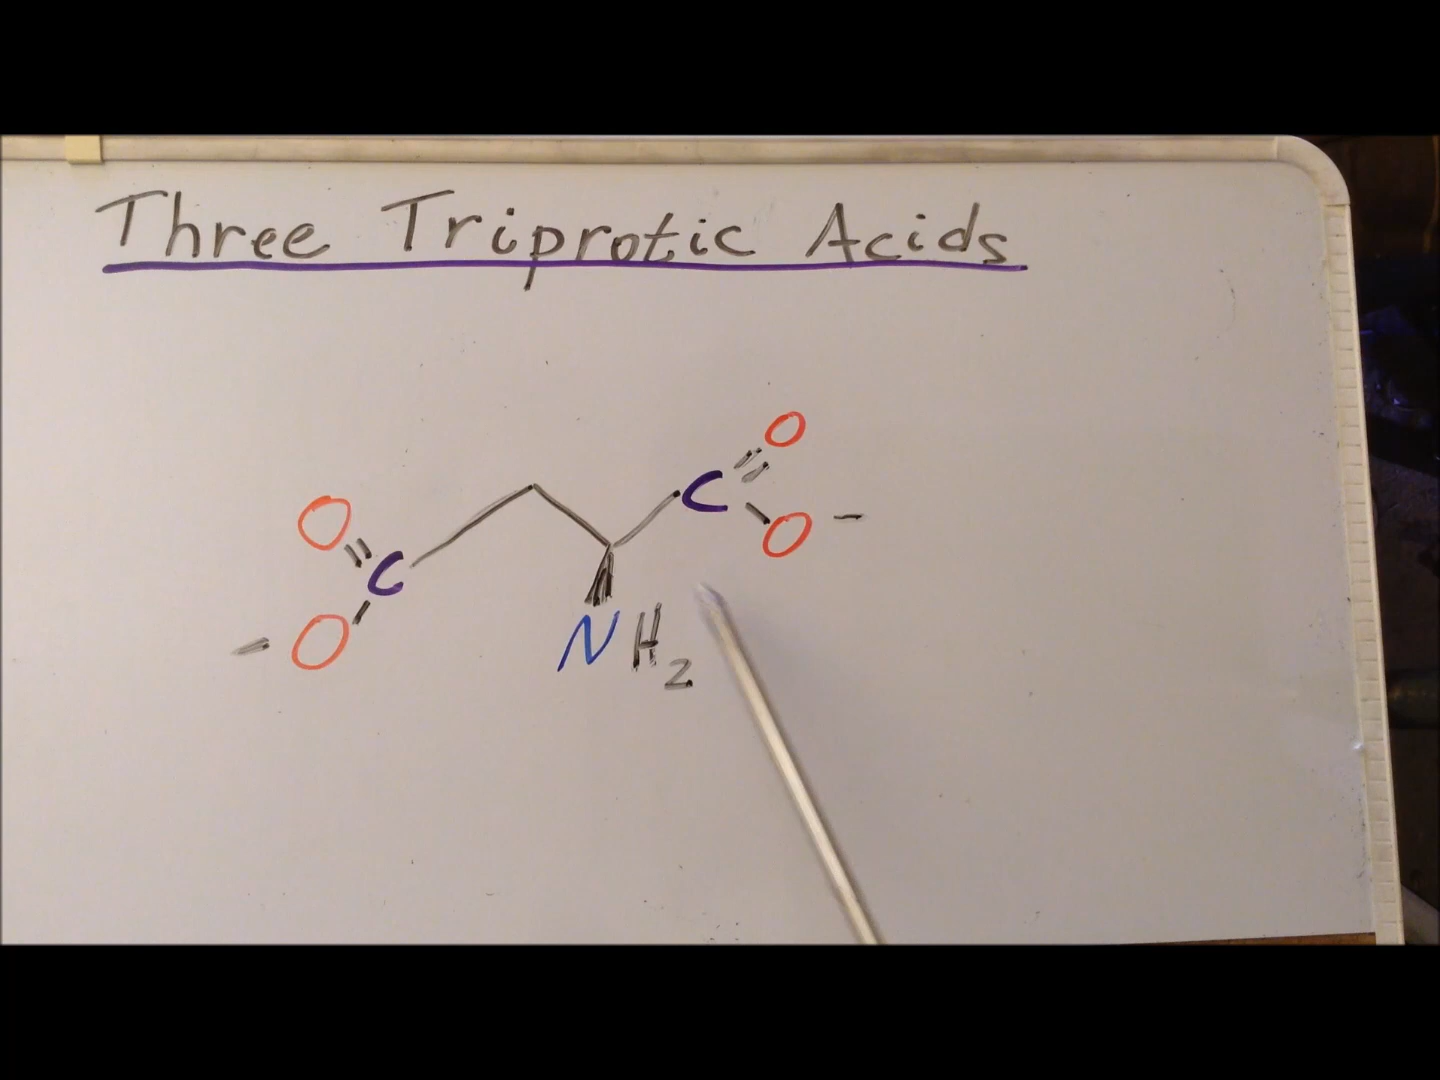 Three Triprotic Acids
O
O
C
C
O -
- O
NH2